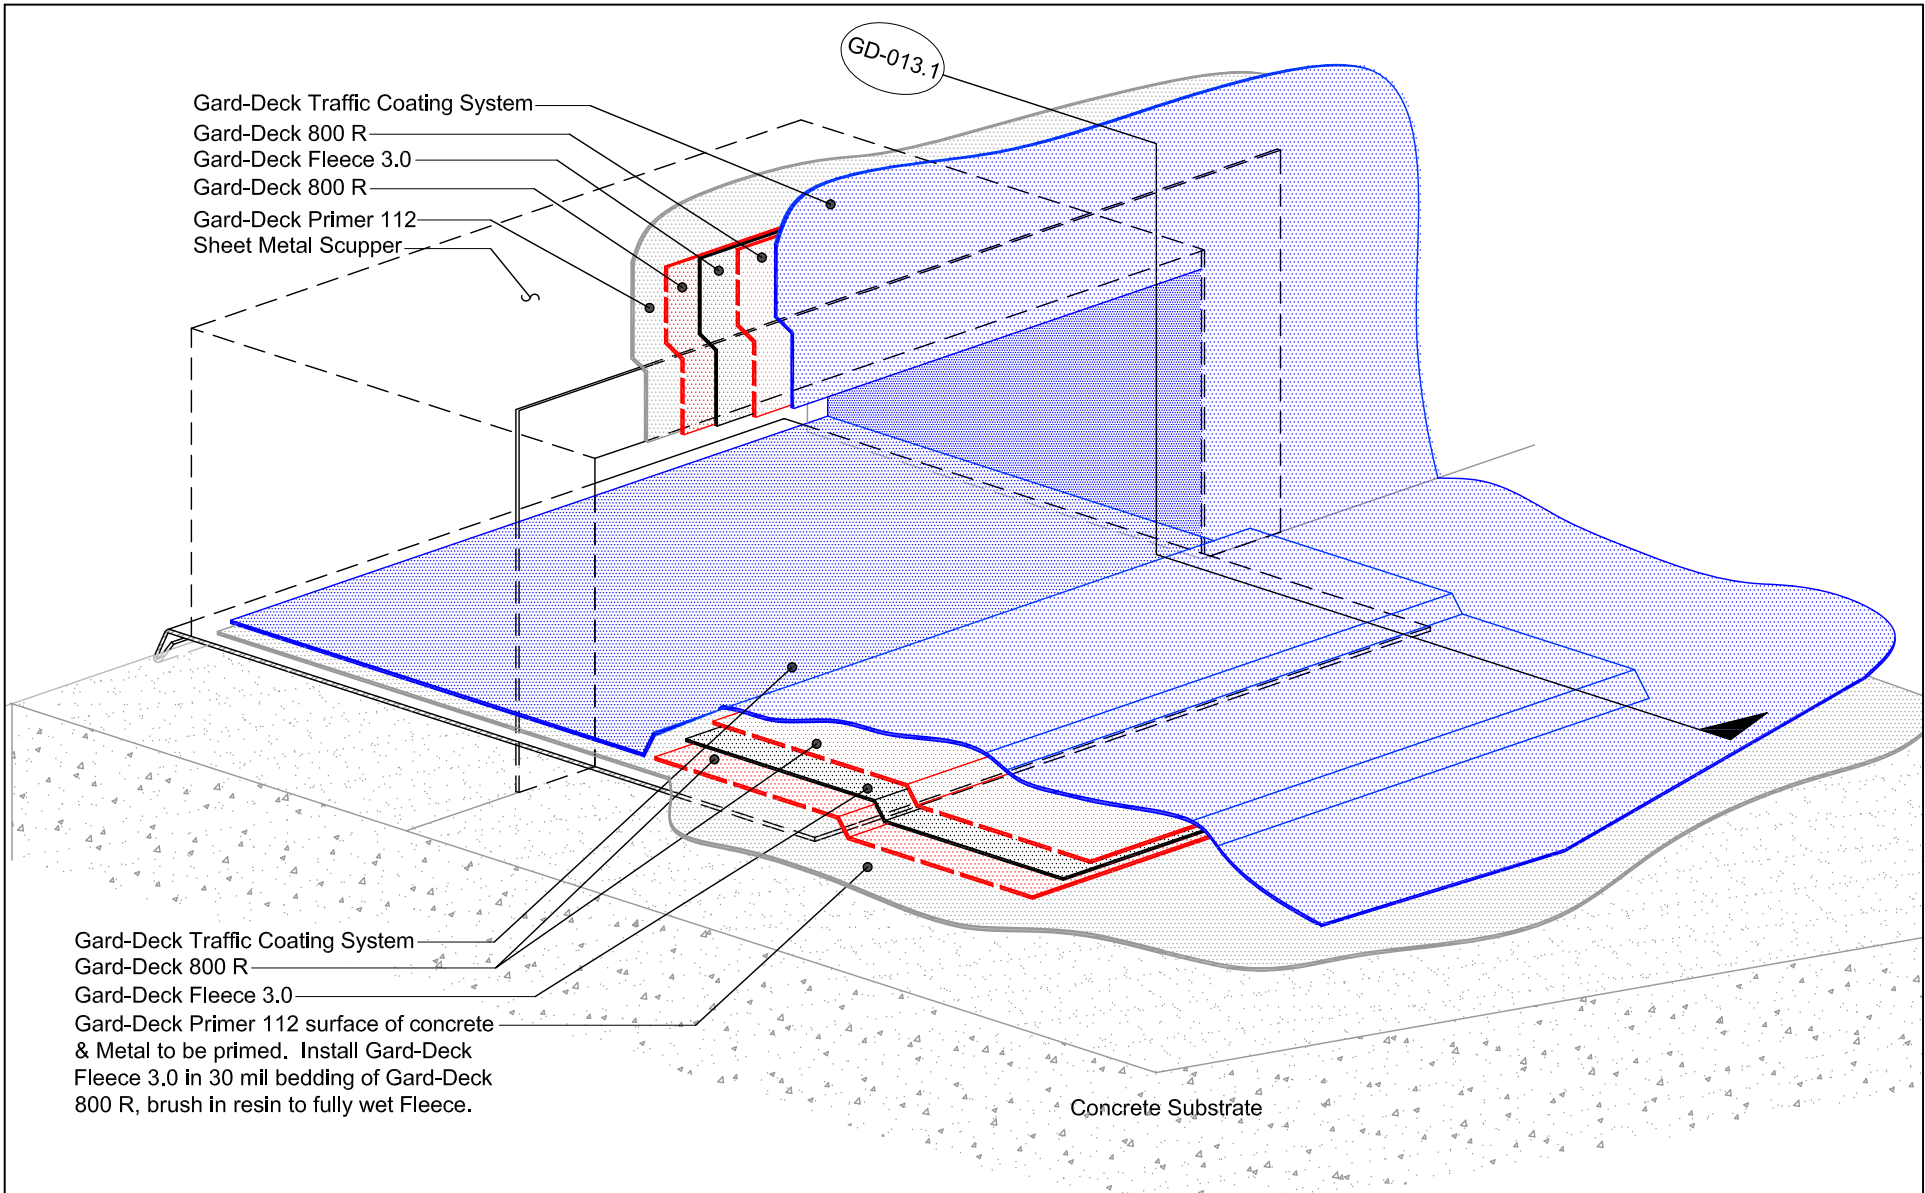 GD-013.1
Gard-Deck Traffic Coating System
Gard-Deck 800 R
Gard-Deck Fleece 3.0
Gard-Deck 800 R
Gard-Deck Primer 112
Sheet Metal Scupper
Gard-Deck Traffic Coating System
Gard-Deck 800 R
Gard-Deck Fleece 3.0
Gard-Deck Primer 112 surface of concrete
& Metal to be primed. Install Gard-Deck
Fleece 3.0 in 30 mil bedding of Gard-Deck
800 R, brush in resin to fully wet Fleece.
Concrete Substrate